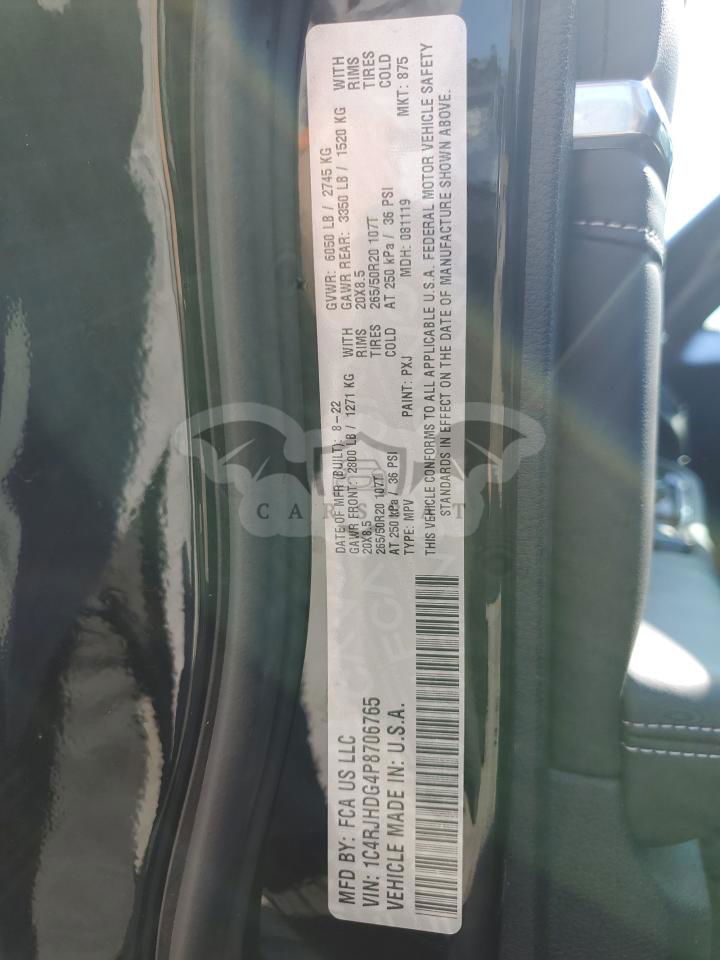 MFD BY: FCA US LLC
VIN: 1C4RJHDG4P8706765
VEHICLE MADE IN: U.S.A.
DATE OF MFR (BUILT): 8-22
GAWR FRONT: 2800 LB / 1271 KG WITH
20X8.5 RIMS
265/50R20 107T TIRES
AT 250 kPa / 36 PSI COLD
TYPE: MPV PAINT: PXJ
GVWR: 6050 LB / 2745 KG
GAWR REAR: 3350 LB / 1520 KG WITH
20X8.5 RIMS
265/50R20 107T TIRES
AT 250 kPa / 36 PSI COLD
MDH: 081119 MKT: 875
THIS VEHICLE CONFORMS TO ALL APPLICABLE U.S.A. FEDERAL MOTOR VEHICLE SAFETY
STANDARDS IN EFFECT ON THE DATE OF MANUFACTURE SHOWN ABOVE.